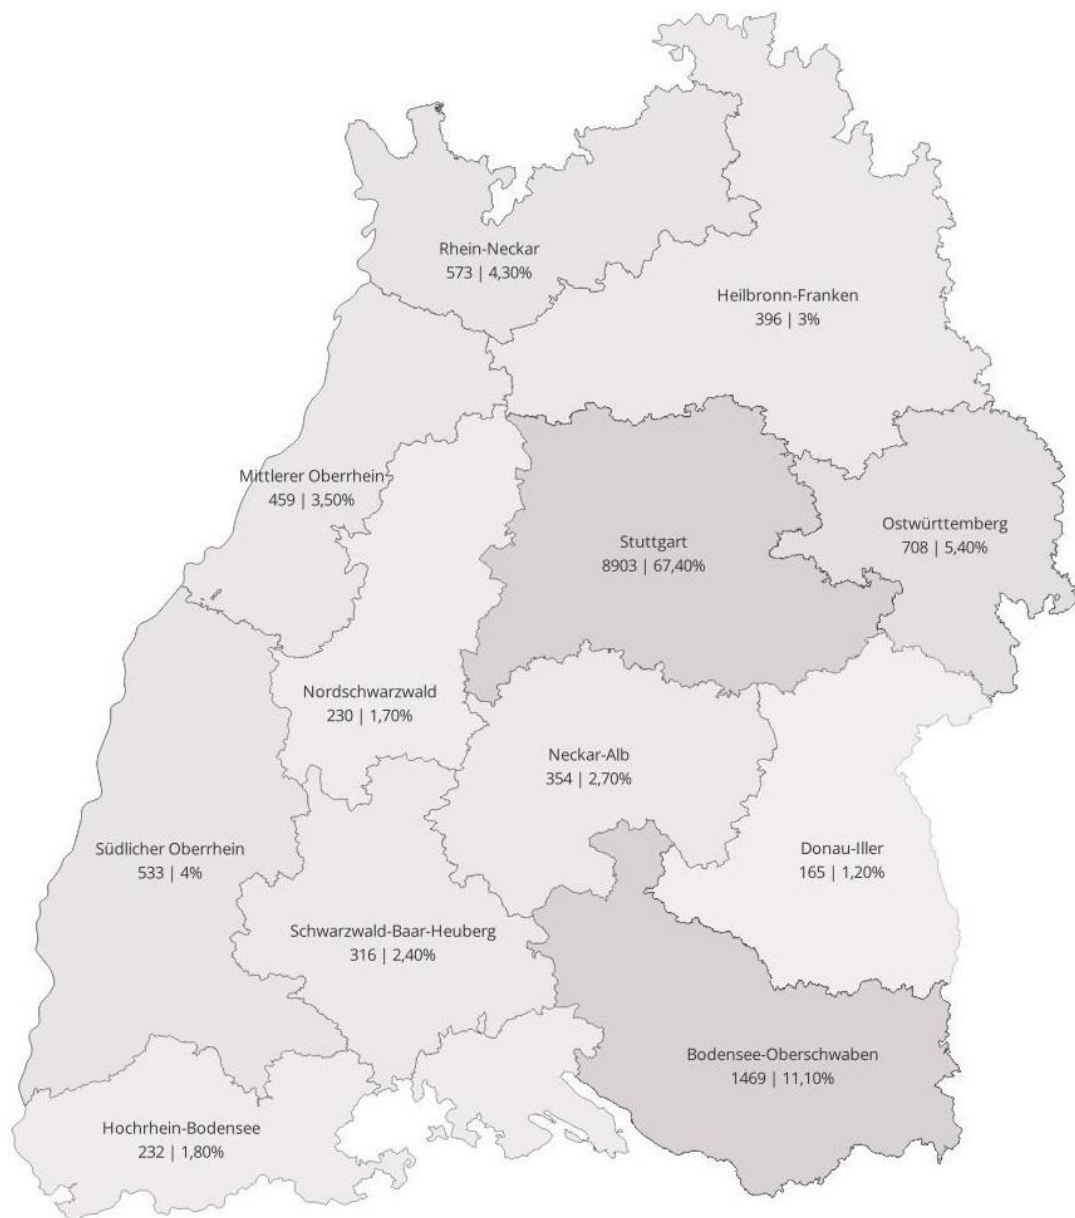 Rhein-Neckar
573 | 4,30%
Heilbronn-Franken
396 | 3%
Mittlerer Oberrhein
459 | 3,50%
Stuttgart
8903 | 67,40%
Ostwürttemberg
708 | 5,40%
Nordschwarzwald
230 | 1,70%
Neckar-Alb
354 | 2,70%
Südlicher Oberrhein
533 | 4%
Donau-Iller
165 | 1,20%
Schwarzwald-Baar-Heuberg
316 | 2,40%
Bodensee-Oberschwaben
1469 | 11,10%
Hochrhein-Bodensee
232 | 1,80%